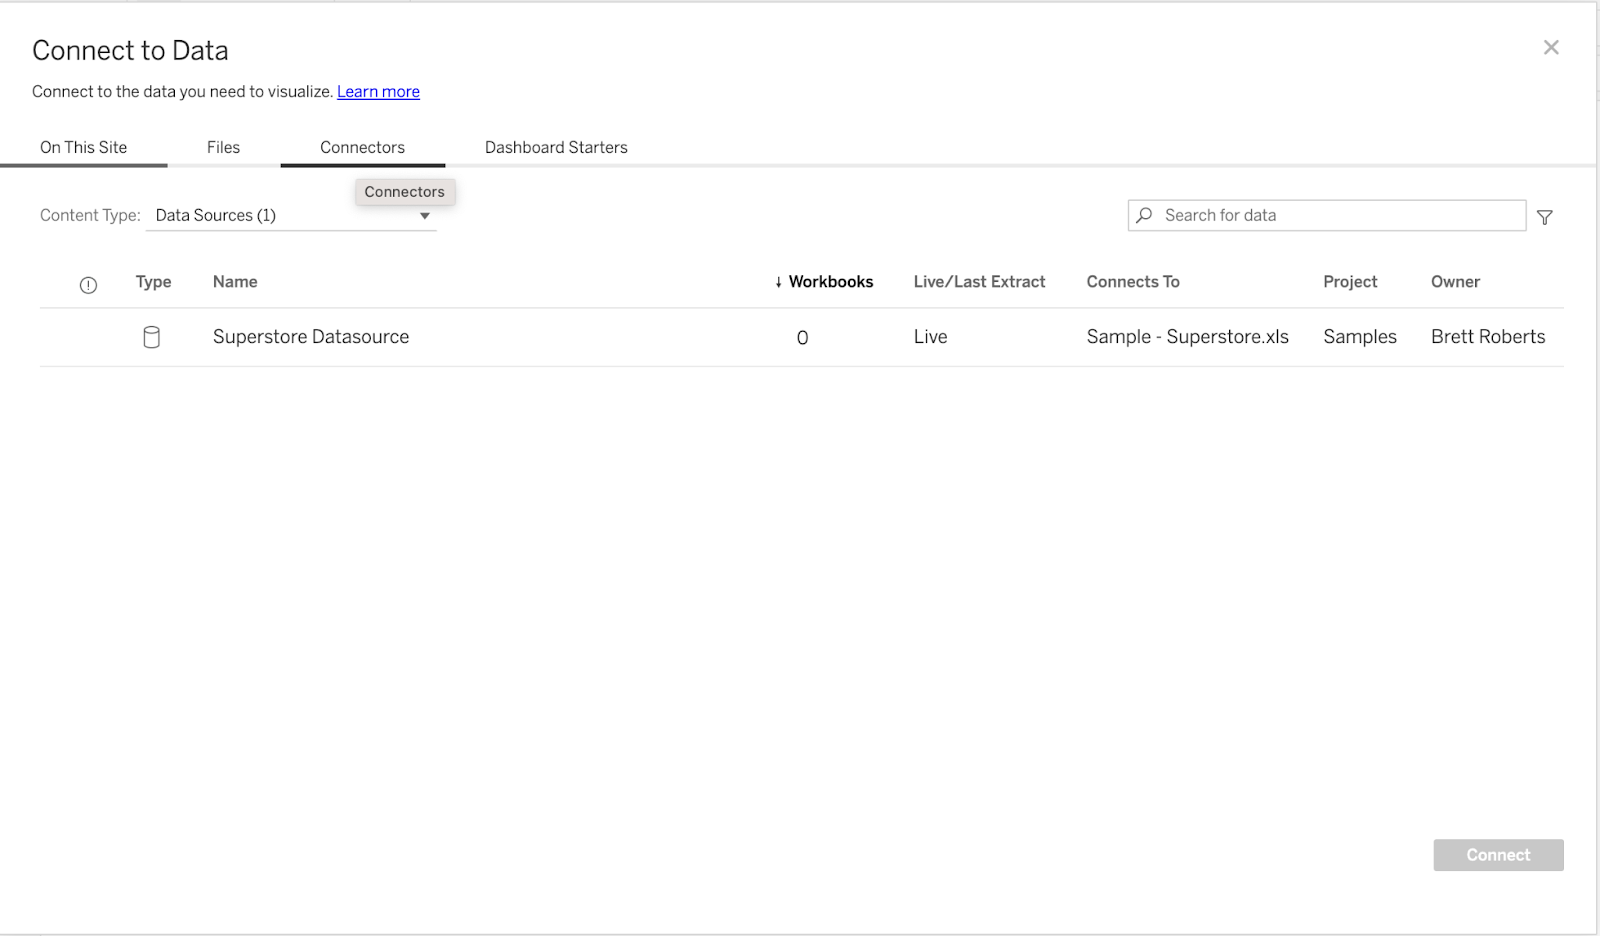 Connect to Data
Connect to the data you need to visualize. Learn more
On This Site Files Connectors Dashboard Starters
Connectors
Content Type: Data Sources (1) Search for data
Type Name ↓ Workbooks Live/Last Extract Connects To Project Owner
Superstore Datasource 0 Live Sample - Superstore.xls Samples Brett Roberts
Connect